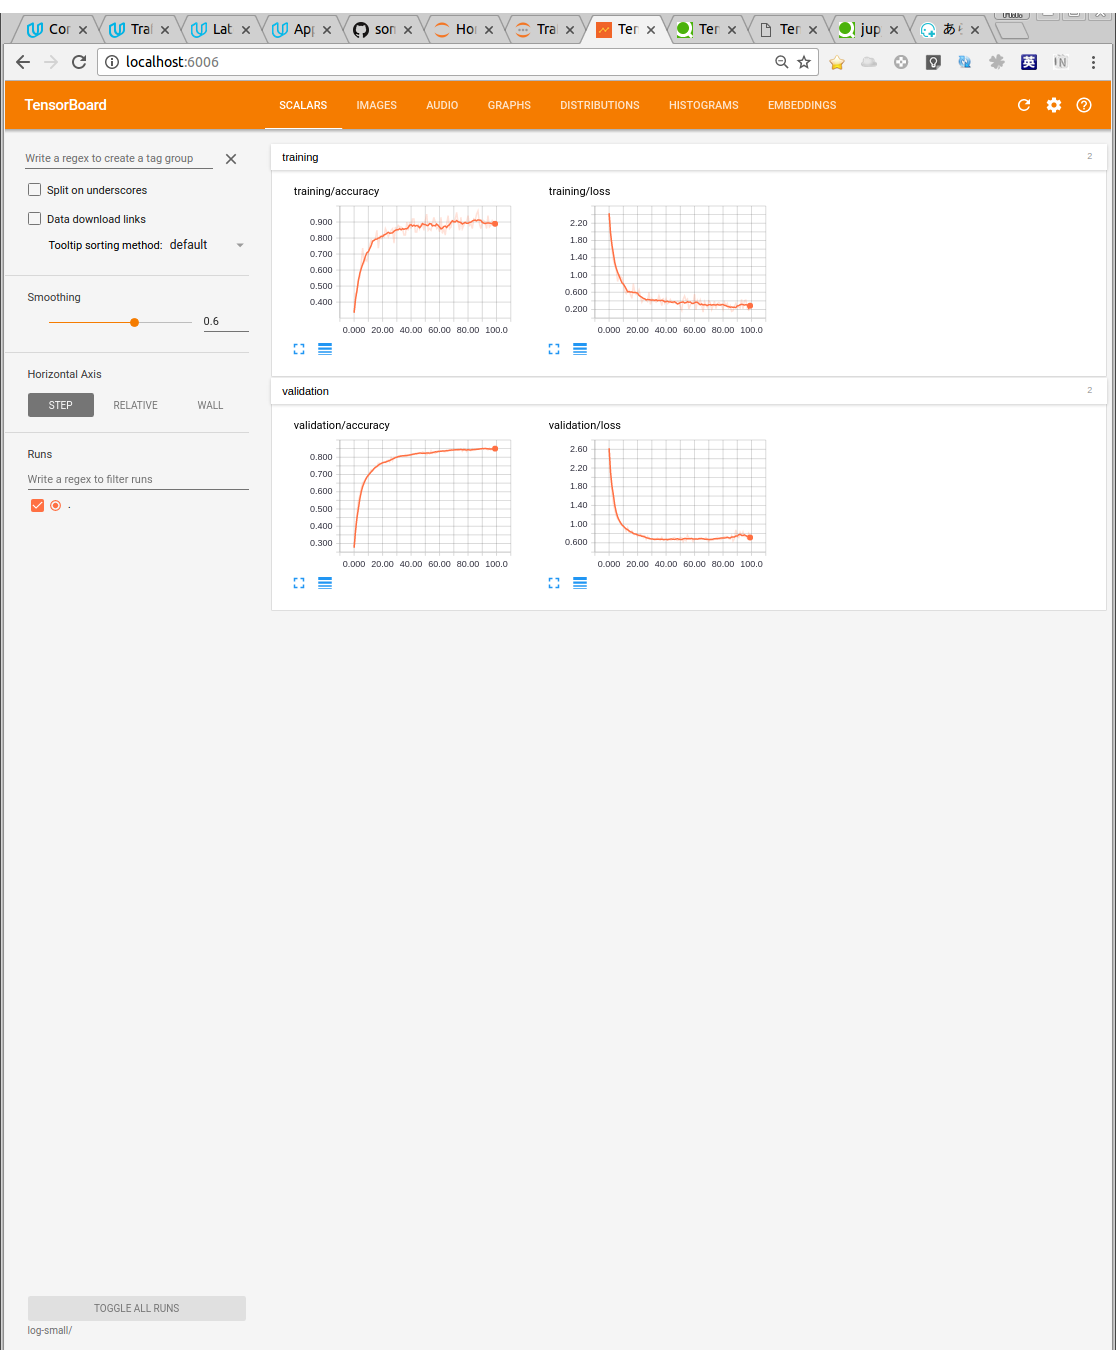 Cor Trai Lat App son Ho Trai Ter Ter Ter jup あ
localhost:6006
TensorBoard SCALARS IMAGES AUDIO GRAPHS DISTRIBUTIONS HISTOGRAMS EMBEDDINGS
Write a regex to create a tag group
Split on underscores
Data download links
Tooltip sorting method: default
Smoothing
0.6
Horizontal Axis
STEP RELATIVE WALL
Runs
Write a regex to filter runs
.
TOGGLE ALL RUNS
log-small/
training 2
training/accuracy
0.900
0.800
0.700
0.600
0.500
0.400
0.000 20.00 40.00 60.00 80.00 100.0
training/loss
2.20
1.80
1.40
1.00
0.600
0.200
0.000 20.00 40.00 60.00 80.00 100.0
validation 2
validation/accuracy
0.800
0.700
0.600
0.500
0.400
0.300
0.000 20.00 40.00 60.00 80.00 100.0
validation/loss
2.60
2.20
1.80
1.40
1.00
0.600
0.000 20.00 40.00 60.00 80.00 100.0
英
N